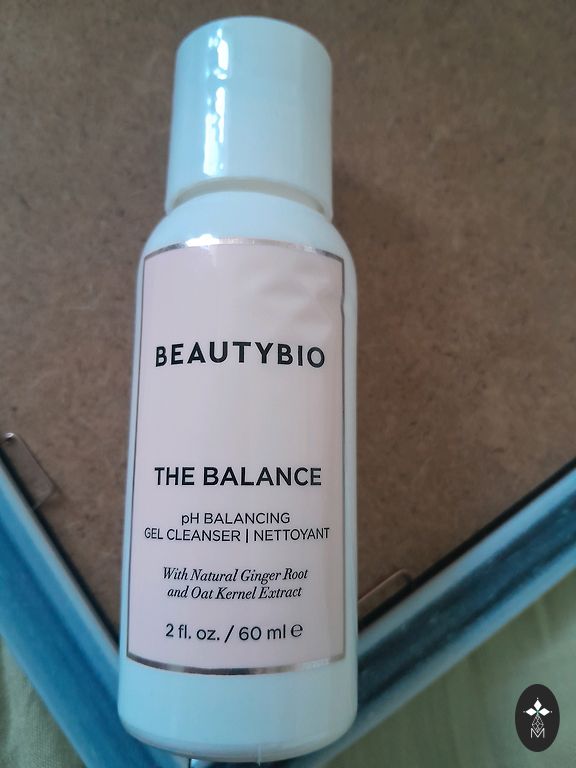 BEAUTYBIO
THE BALANCE
pH BALANCING
GEL CLEANSER | NETTOYANT
With Natural Ginger Root
and Oat Kernel Extract
2 fl. oz. / 60 ml ℮